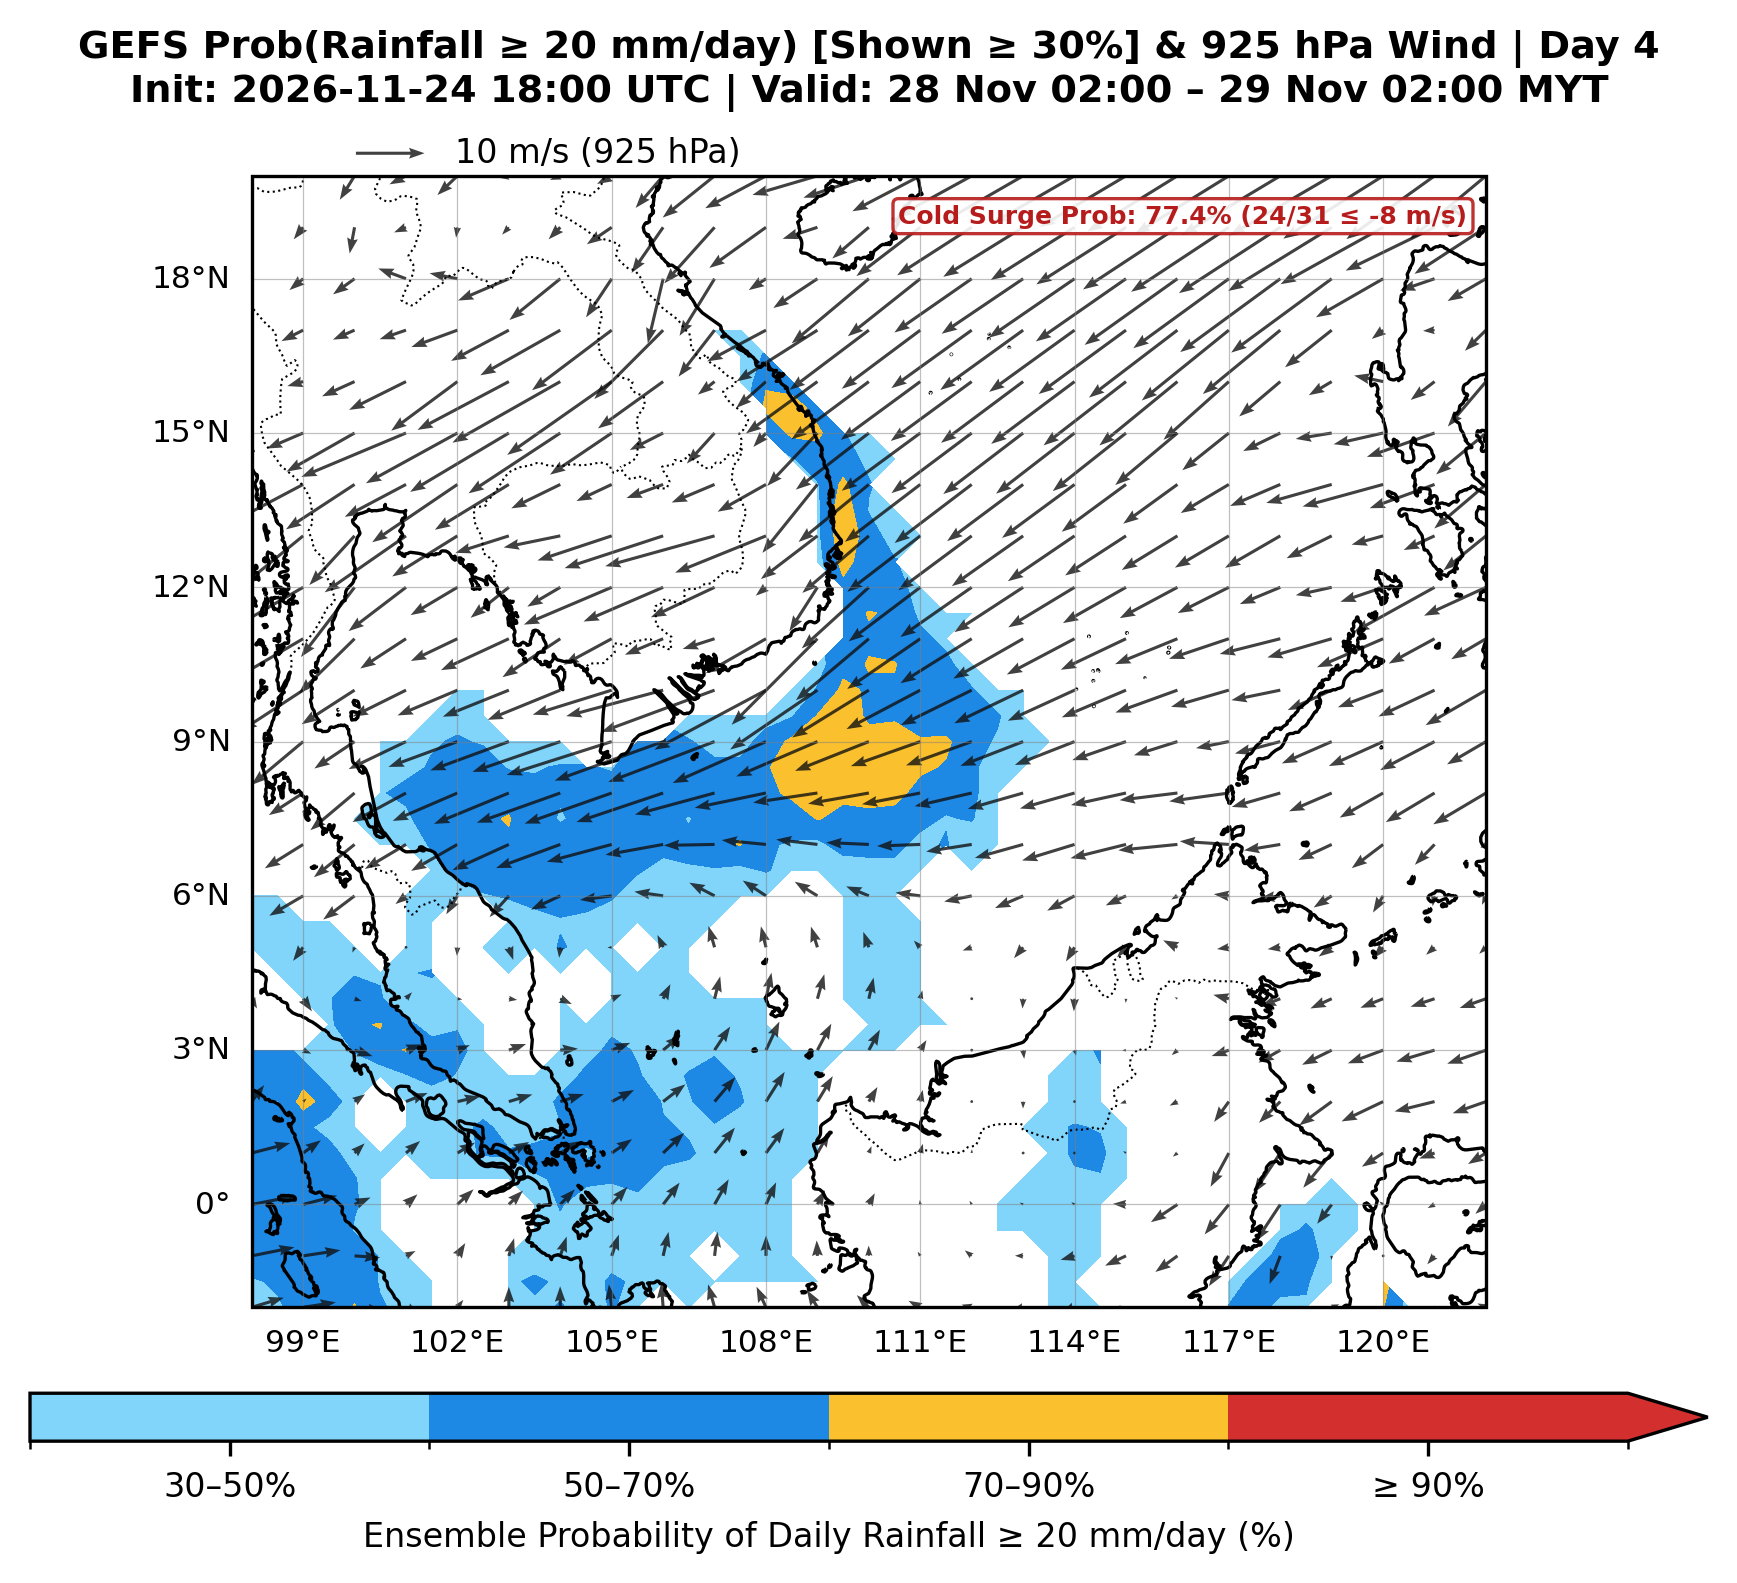 GEFS Prob(Rainfall ≥ 20 mm/day) [Shown ≥ 30%] & 925 hPa Wind | Day 4
Init: 2026-11-24 18:00 UTC | Valid: 28 Nov 02:00 – 29 Nov 02:00 MYT
10 m/s (925 hPa)
Cold Surge Prob: 77.4% (24/31 ≤ -8 m/s)
18°N
15°N
12°N
9°N
6°N
3°N
0°
99°E 102°E 105°E 108°E 111°E 114°E 117°E 120°E
30–50% 50–70% 70–90% ≥ 90%
Ensemble Probability of Daily Rainfall ≥ 20 mm/day (%)